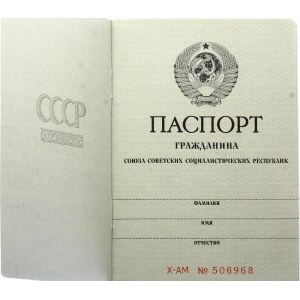 СССР
ПАСПОРТ
ГРАЖДАНИНА
СОЮЗА СОВЕТСКИХ СОЦИАЛИСТИЧЕСКИХ РЕСПУБЛИК
ФАМИЛИЯ
ИМЯ
ОТЧЕСТВО
X-АМ № 506968